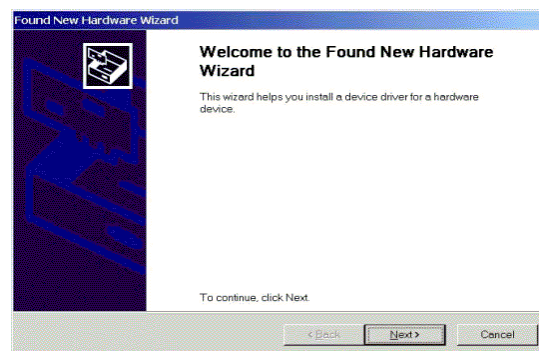 Found New Hardware Wizard
Welcome to the Found New Hardware
Wizard
This wizard helps you install a device driver for a hardware
device.
To continue, click Next.
< Back
Next >
Cancel